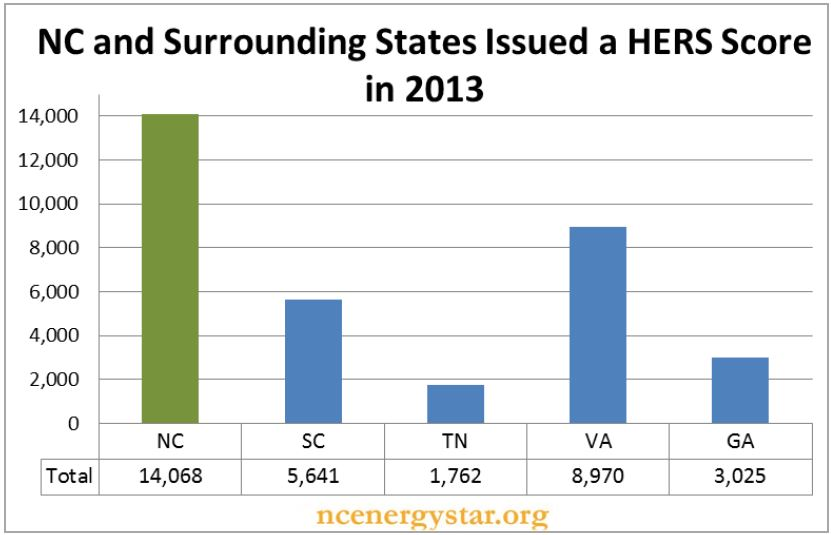 NC and Surrounding States Issued a HERS Score
in 2013
14,000
12,000
10,000
8,000
6,000
4,000
2,000
0
NC SC TN VA GA
Total 14,068 5,641 1,762 8,970 3,025
ncenergystar.org